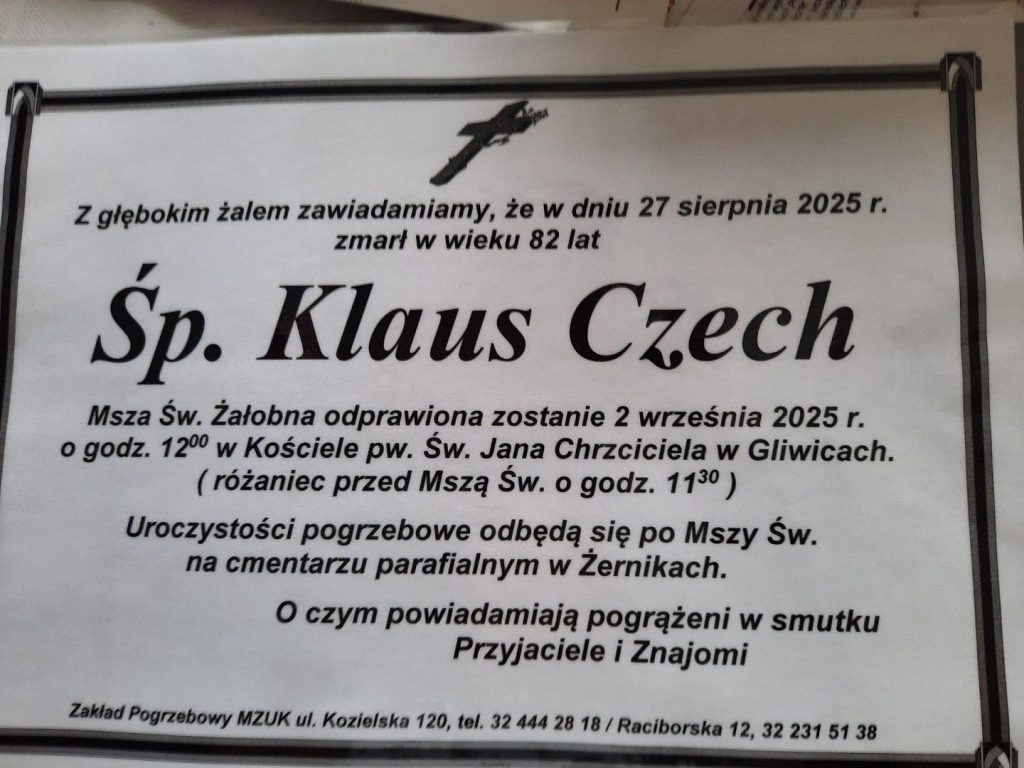 Z głębokim żalem zawiadamiamy, że w dniu 27 sierpnia 2025 r.
zmarł w wieku 82 lat
Śp. Klaus Czech
Msza Św. Żałobna odprawiona zostanie 2 września 2025 r.
o godz. 12⁰⁰ w Kościele pw. Św. Jana Chrzciciela w Gliwicach.
( różaniec przed Mszą Św. o godz. 11³⁰ )
Uroczystości pogrzebowe odbędą się po Mszy Św.
na cmentarzu parafialnym w Żernikach.
O czym powiadamiają pogrążeni w smutku
Przyjaciele i Znajomi
Zakład Pogrzebowy MZUK ul. Kozielska 120, tel. 32 444 28 18 / Raciborska 12, 32 231 51 38